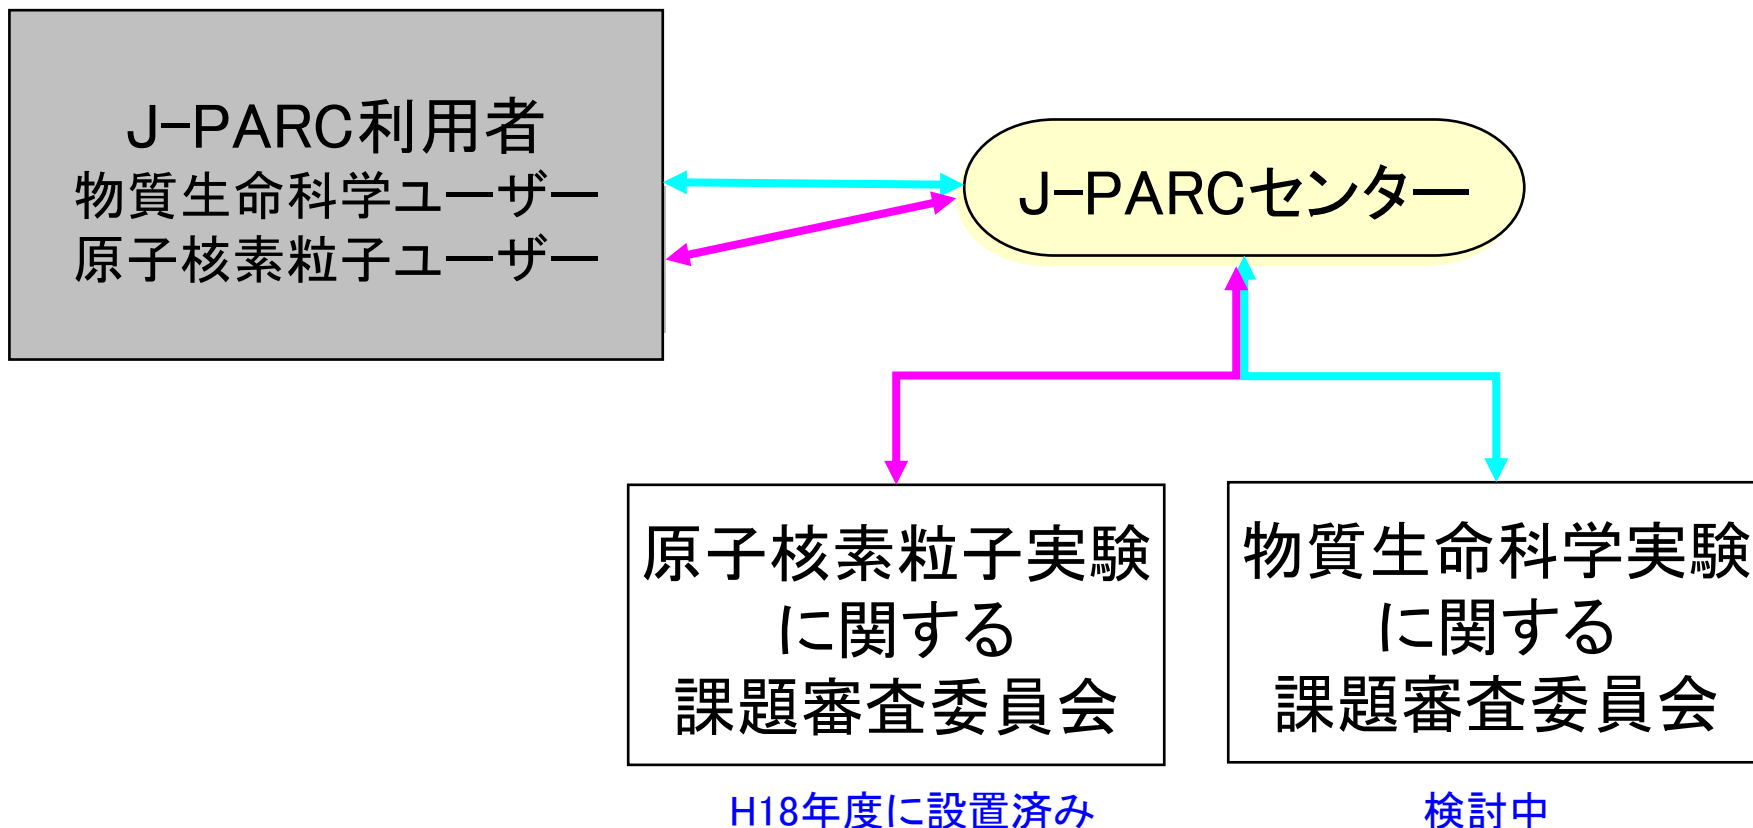 J-PARC利用者
物質生命科学ユーザー
原子核素粒子ユーザー
J-PARCセンター
原子核素粒子実験
に関する
課題審査委員会
物質生命科学実験
に関する
課題審査委員会
H18年度に設置済み
検討中